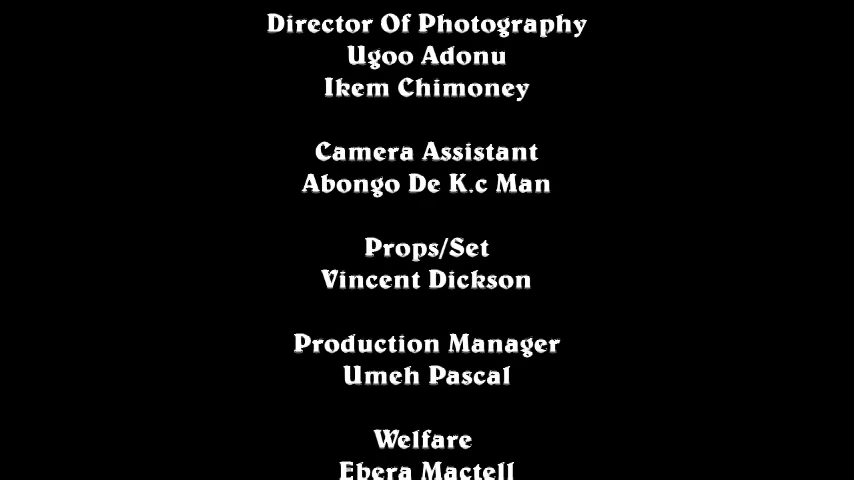 Director Of Photography
Ugoo Adonu
Ikem Chimoney
Camera Assistant
Abongo De K.c Man
Props/Set
Vincent Dickson
Production Manager
Umeh Pascal
Welfare
Ebera Mactell